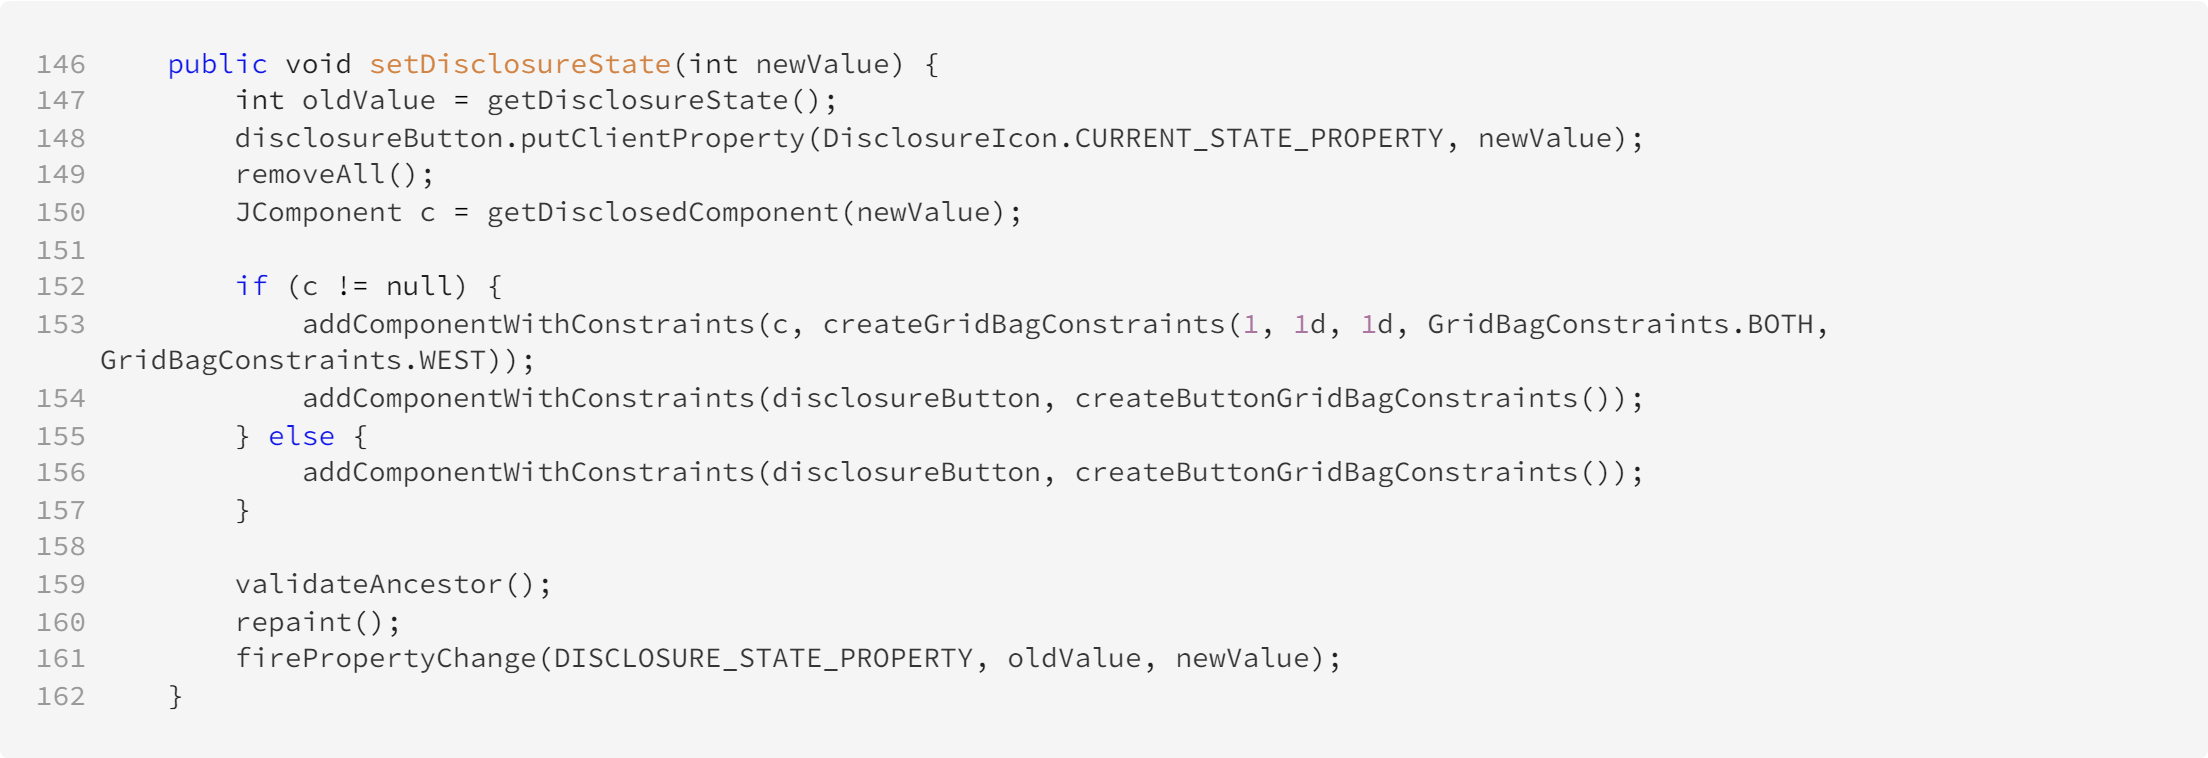 146     public void setDisclosureState(int newValue) {
147         int oldValue = getDisclosureState();
148         disclosureButton.putClientProperty(DisclosureIcon.CURRENT_STATE_PROPERTY, newValue);
149         removeAll();
150         JComponent c = getDisclosedComponent(newValue);
151
152         if (c != null) {
153             addComponentWithConstraints(c, createGridBagConstraints(1, 1d, 1d, GridBagConstraints.BOTH,
    GridBagConstraints.WEST));
154             addComponentWithConstraints(disclosureButton, createButtonGridBagConstraints());
155         } else {
156             addComponentWithConstraints(disclosureButton, createButtonGridBagConstraints());
157         }
158
159         validateAncestor();
160         repaint();
161         firePropertyChange(DISCLOSURE_STATE_PROPERTY, oldValue, newValue);
162     }